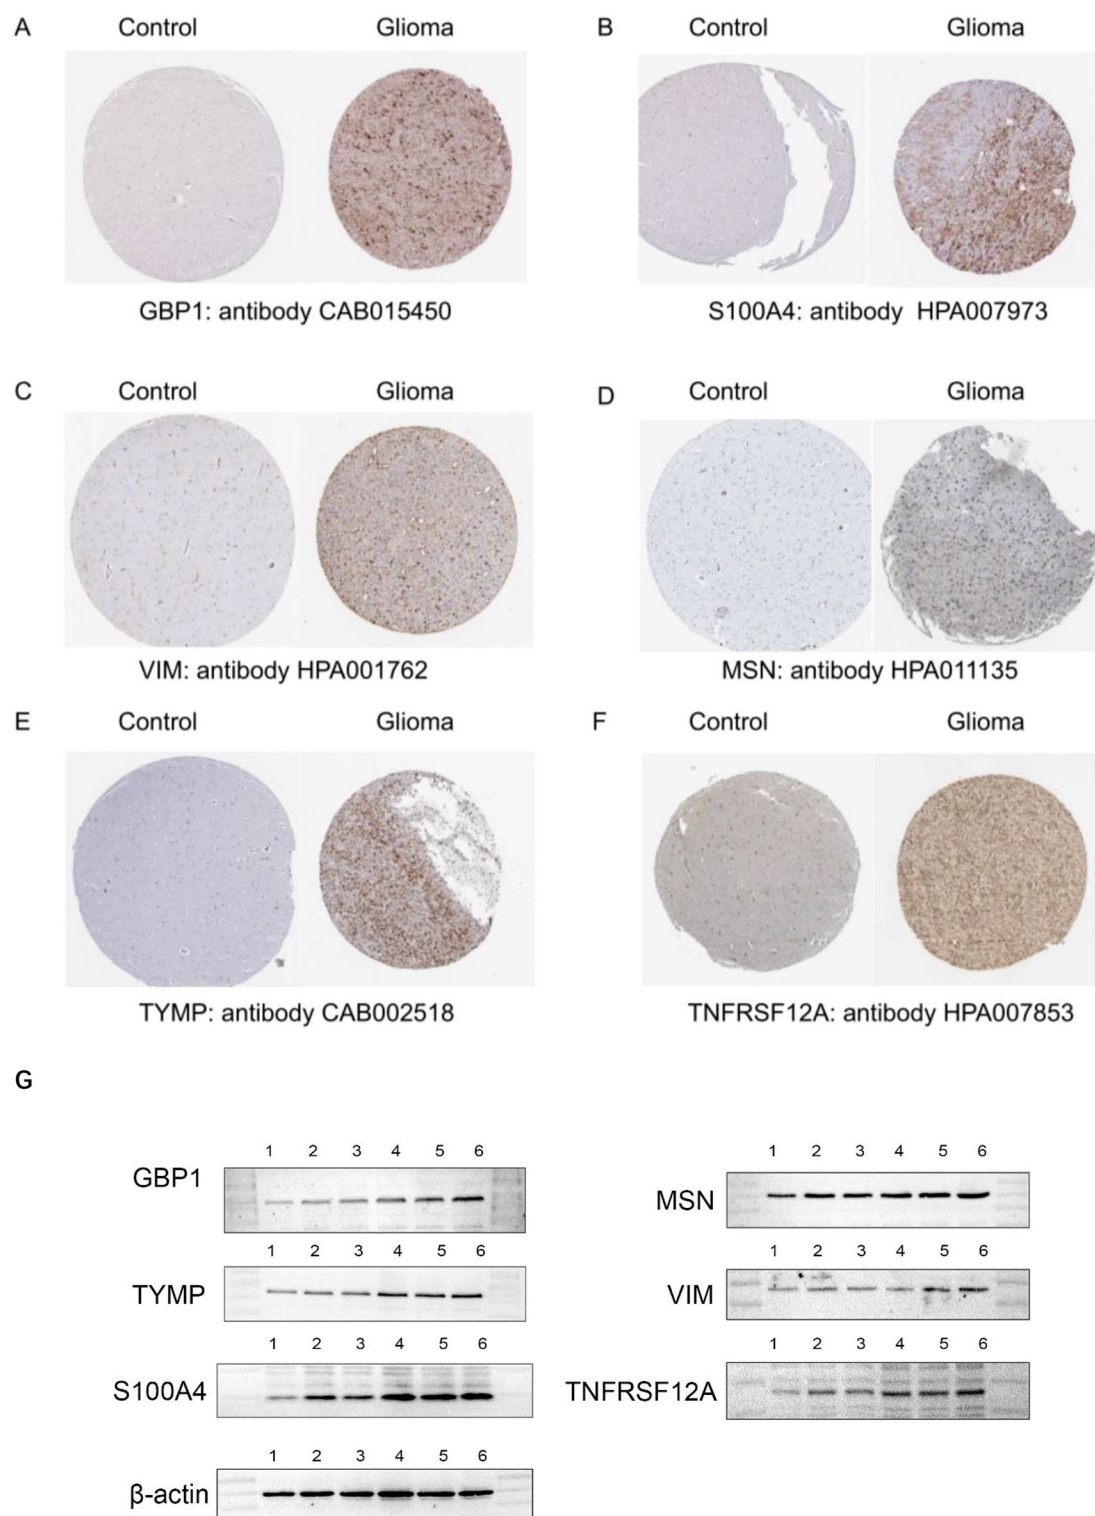 A Control Glioma B Control Glioma
GBP1: antibody CAB015450 S100A4: antibody HPA007973
C Control Glioma D Control Glioma
VIM: antibody HPA001762 MSN: antibody HPA011135
E Control Glioma F Control Glioma
TYMP: antibody CAB002518 TNFRSF12A: antibody HPA007853
G
1 2 3 4 5 6
GBP1
1 2 3 4 5 6
TYMP
1 2 3 4 5 6
S100A4
1 2 3 4 5 6
β-actin
1 2 3 4 5 6
MSN
1 2 3 4 5 6
VIM
1 2 3 4 5 6
TNFRSF12A